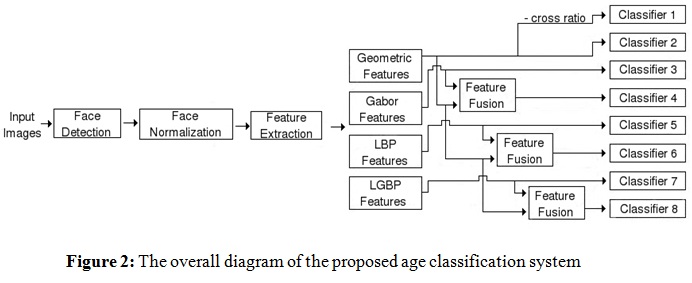 - cross ratio
Classifier 1
Classifier 2
Geometric
Features
Classifier 3
Feature
Fusion
Classifier 4
Gabor
Features
Input
Images
Face
Detection
Face
Normalization
Feature
Extraction
Classifier 5
LBP
Features
Feature
Fusion
Classifier 6
LGBP
Features
Classifier 7
Feature
Fusion
Classifier 8
Figure 2: The overall diagram of the proposed age classification system